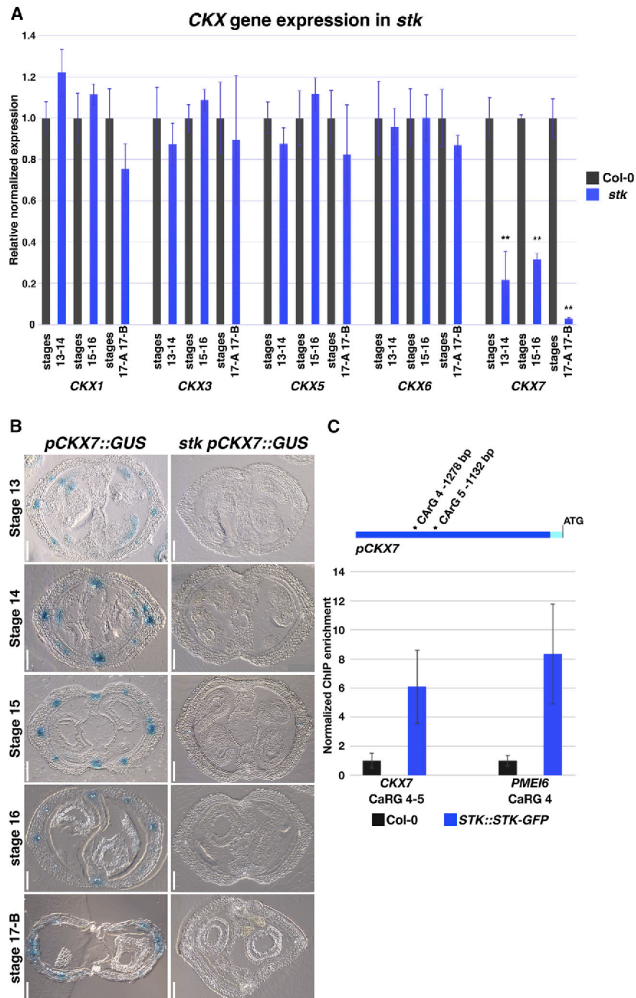 A
CKX gene expression in stk
Relative normalized expression
1.4
1.2
1.0
0.8
0.6
0.4
0.2
0
**
**
**
Col-0
stk
stages 13-14
stages 15-16
stages 17-A 17-B
stages 13-14
stages 15-16
stages 17-A 17-B
stages 13-14
stages 15-16
stages 17-A 17-B
stages 13-14
stages 15-16
stages 17-A 17-B
stages 13-14
stages 15-16
stages 17-A 17-B
CKX1 CKX3 CKX5 CKX6 CKX7
B
pCKX7::GUS stk pCKX7::GUS
Stage 13
Stage 14
Stage 15
stage 16
stage 17-B
C
* CArG 4 -1278 bp
* CArG 5 -1132 bp
ATG
pCKX7
Normalized ChIP enrichment
14
12
10
8
6
4
2
0
CKX7 PMEI6
CaRG 4-5 CaRG 4
Col-0 STK::STK-GFP